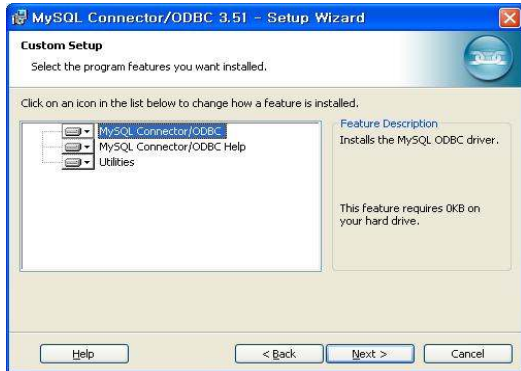 MySQL Connector/ODBC 3.51 - Setup Wizard
Custom Setup
Select the program features you want installed.
Click on an icon in the list below to change how a feature is installed.
MySQL Connector/ODBC
MySQL Connector/ODBC Help
Utilities
Feature Description
Installs the MySQL ODBC driver.
This feature requires 0KB on
your hard drive.
Help
< Back
Next >
Cancel